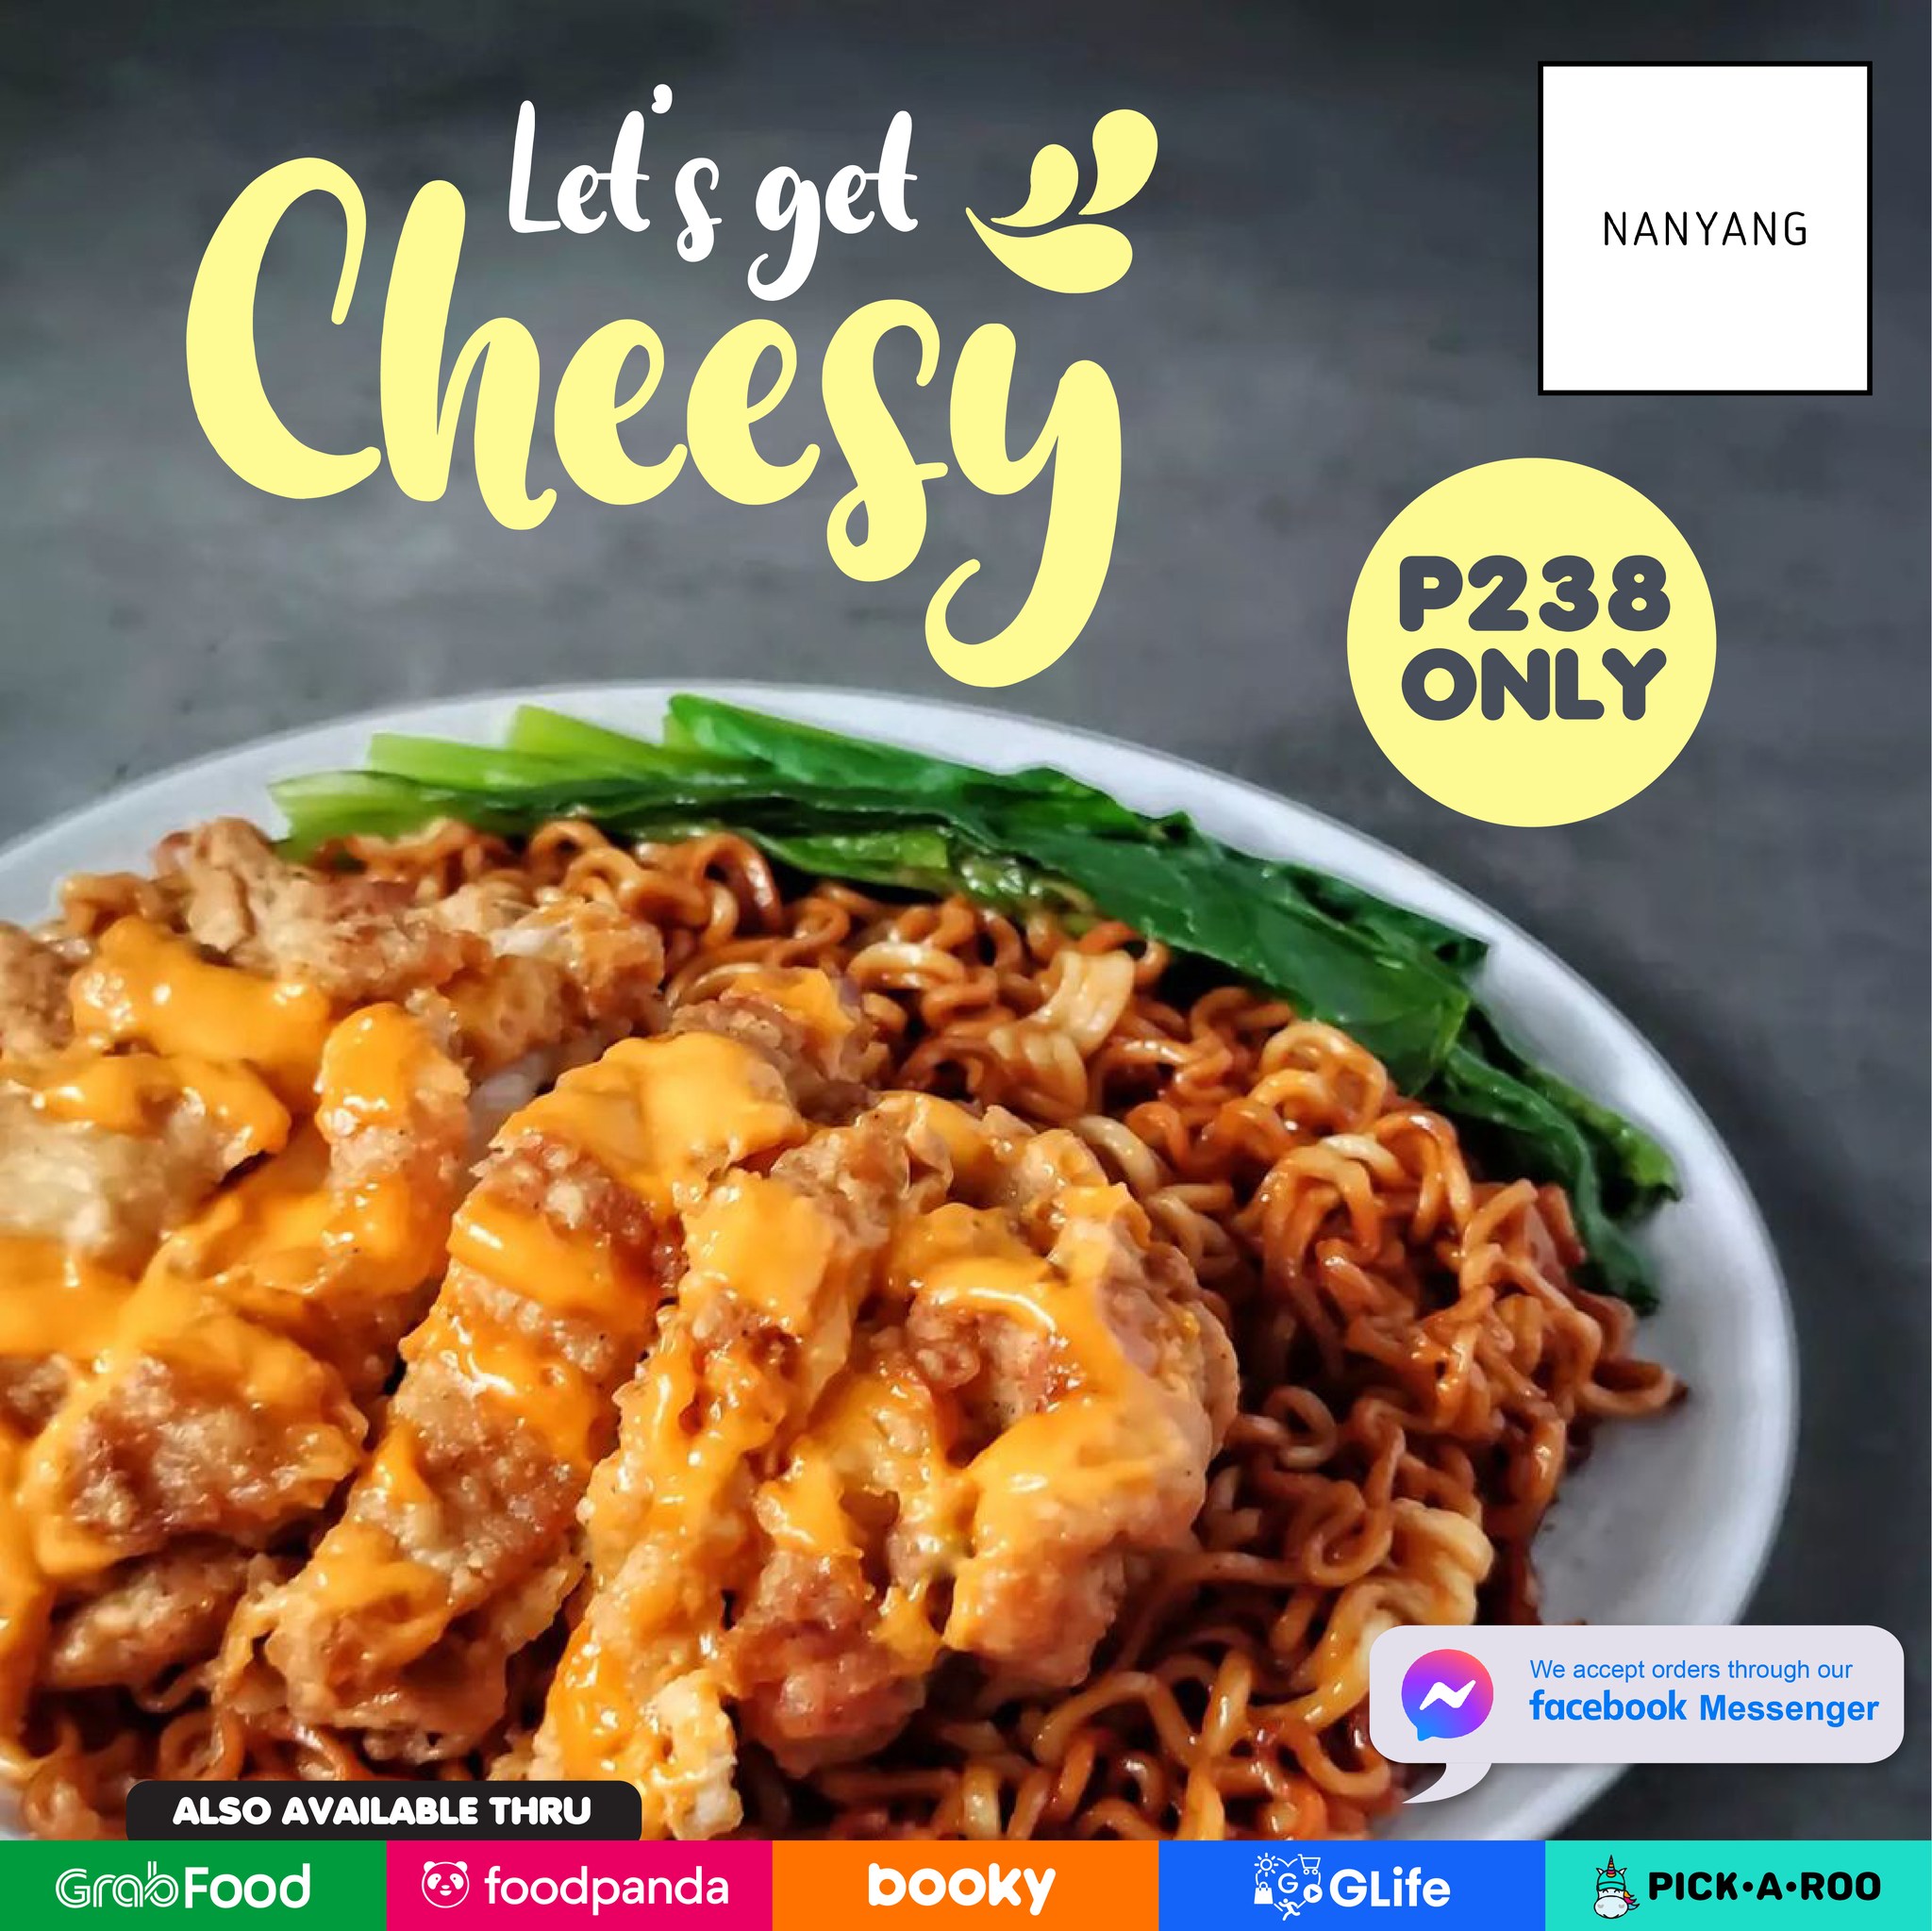 Let's get
Cheesy
NANYANG
P238
ONLY
We accept orders through our
facebook Messenger
ALSO AVAILABLE THRU
GrabFood
foodpanda
booky
G
GLife
PICK•A•ROO